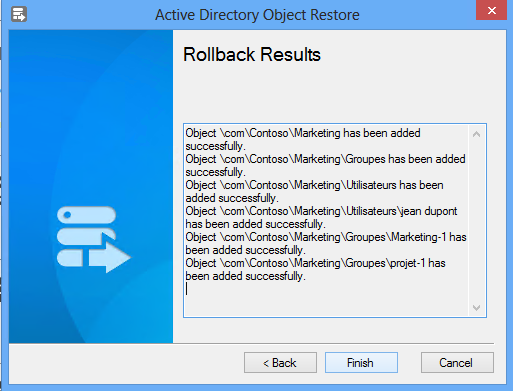 Active Directory Object Restore
Rollback Results
Object \com\Contoso\Marketing has been added
successfully.
Object \com\Contoso\Marketing\Groupes has been added
successfully.
Object \com\Contoso\Marketing\Utilisateurs has been
added successfully.
Object \com\Contoso\Marketing\Utilisateurs\jean dupont
has been added successfully.
Object \com\Contoso\Marketing\Groupes\Marketing-1 has
been added successfully.
Object \com\Contoso\Marketing\Groupes\projet-1 has
been added successfully.
< Back
Finish
Cancel